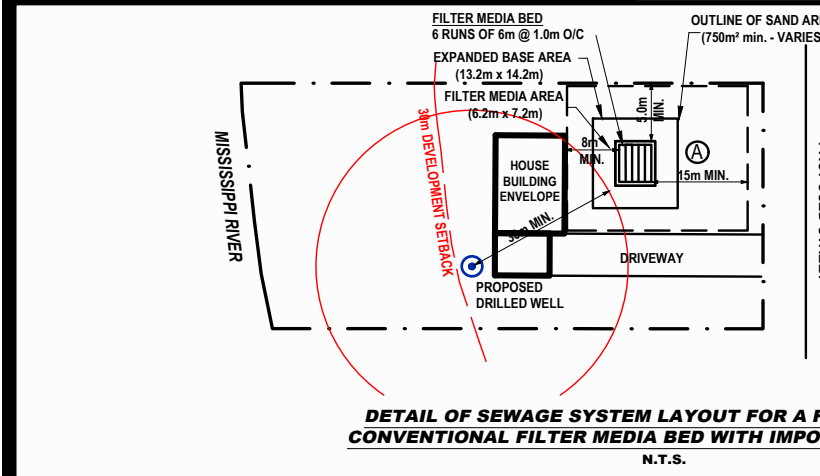 FILTER MEDIA BED
6 RUNS OF 6m @ 1.0m O/C
OUTLINE OF SAND
(750m² min. - VARIES
EXPANDED BASE AREA
(13.2m x 14.2m)
FILTER MEDIA AREA
(6.2m x 7.2m)
5.0m
MIN.
8m
MIN.
A
15m MIN.
30m DEVELOPMENT SETBACK
MISSISSIPPI RIVER
HOUSE
BUILDING
ENVELOPE
MIN.
DRIVEWAY
PROPOSED
DRILLED WELL
DETAIL OF SEWAGE SYSTEM LAYOUT FOR A
CONVENTIONAL FILTER MEDIA BED WITH
N.T.S.